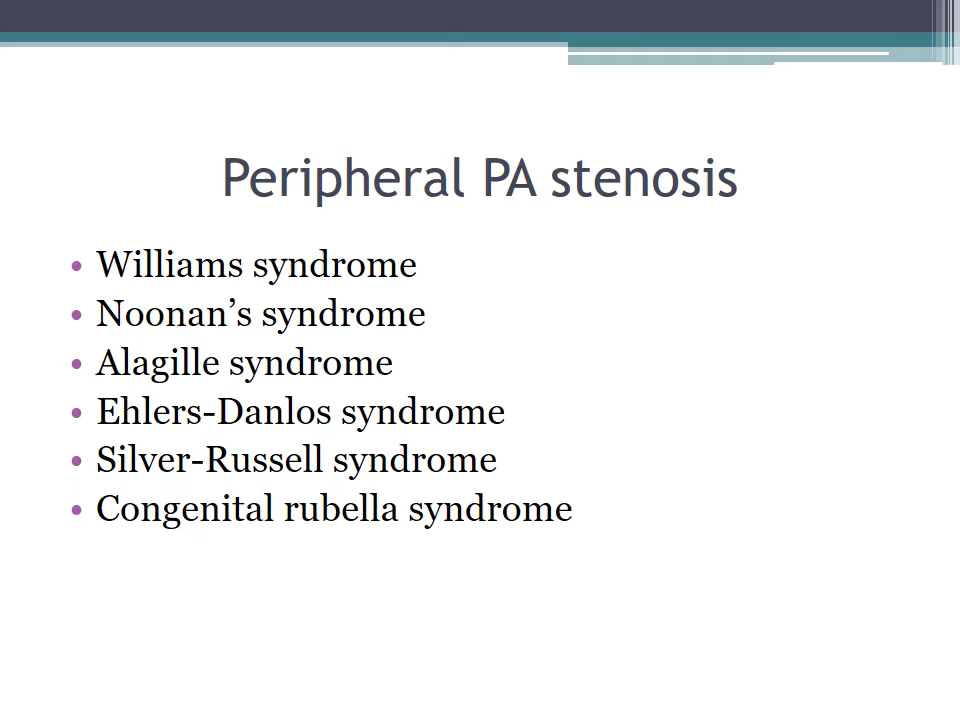 Peripheral PA stenosis
• Williams syndrome
• Noonan’s syndrome
• Alagille syndrome
• Ehlers-Danlos syndrome
• Silver-Russell syndrome
• Congenital rubella syndrome